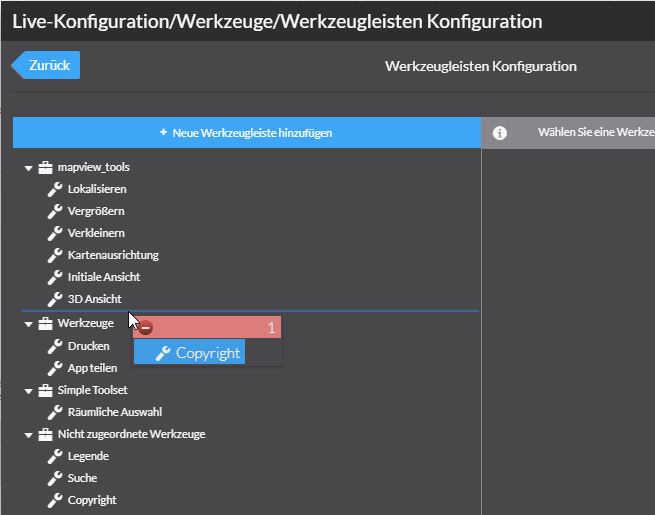 Live-Konfiguration/Werkzeuge/Werkzeugleisten Konfiguration
Zurück
Werkzeugleisten Konfiguration
+ Neue Werkzeugleiste hinzufügen
Wählen Sie eine Werkze
mapview_tools
Lokalisieren
Vergrößern
Verkleinern
Kartenausrichtung
Initiale Ansicht
3D Ansicht
Werkzeuge
1
Drucken
Copyright
App teilen
Simple Toolset
Räumliche Auswahl
Nicht zugeordnete Werkzeuge
Legende
Suche
Copyright